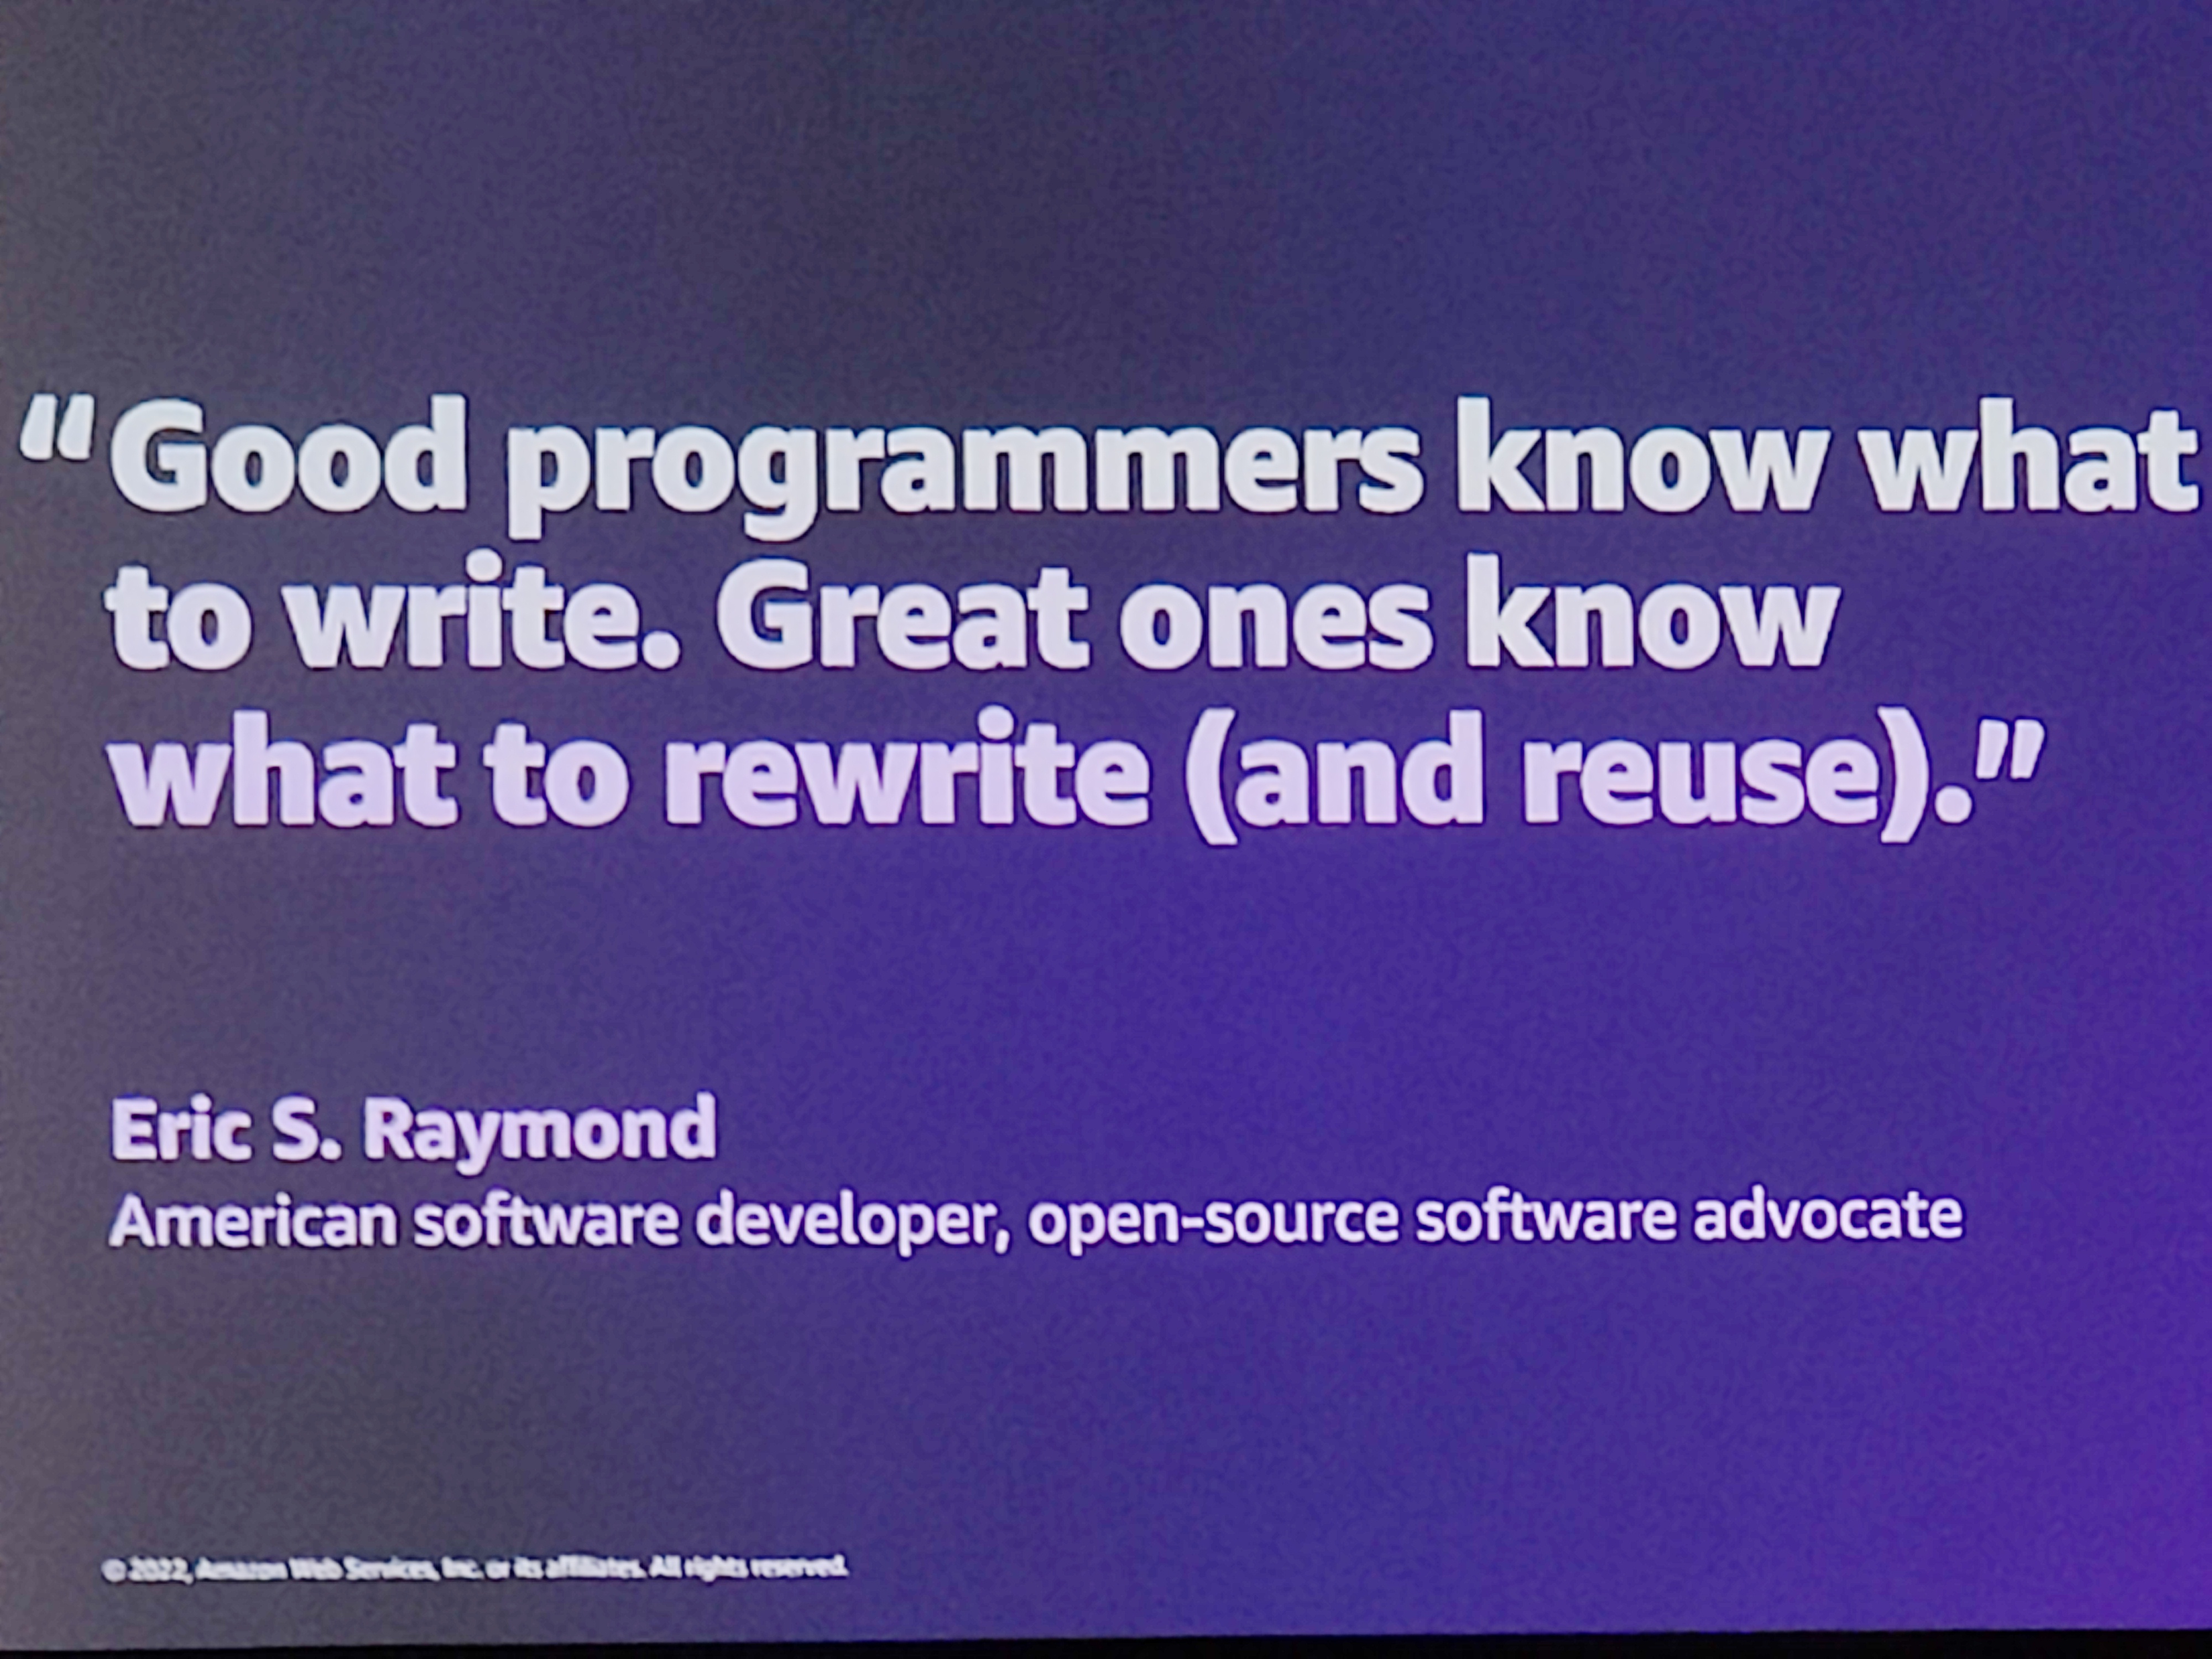 “Good programmers know what
to write. Great ones know
what to rewrite (and reuse).”
Eric S. Raymond
American software developer, open-source software advocate
© 2022, Amazon Web Services, Inc. or its affiliates. All rights reserved.